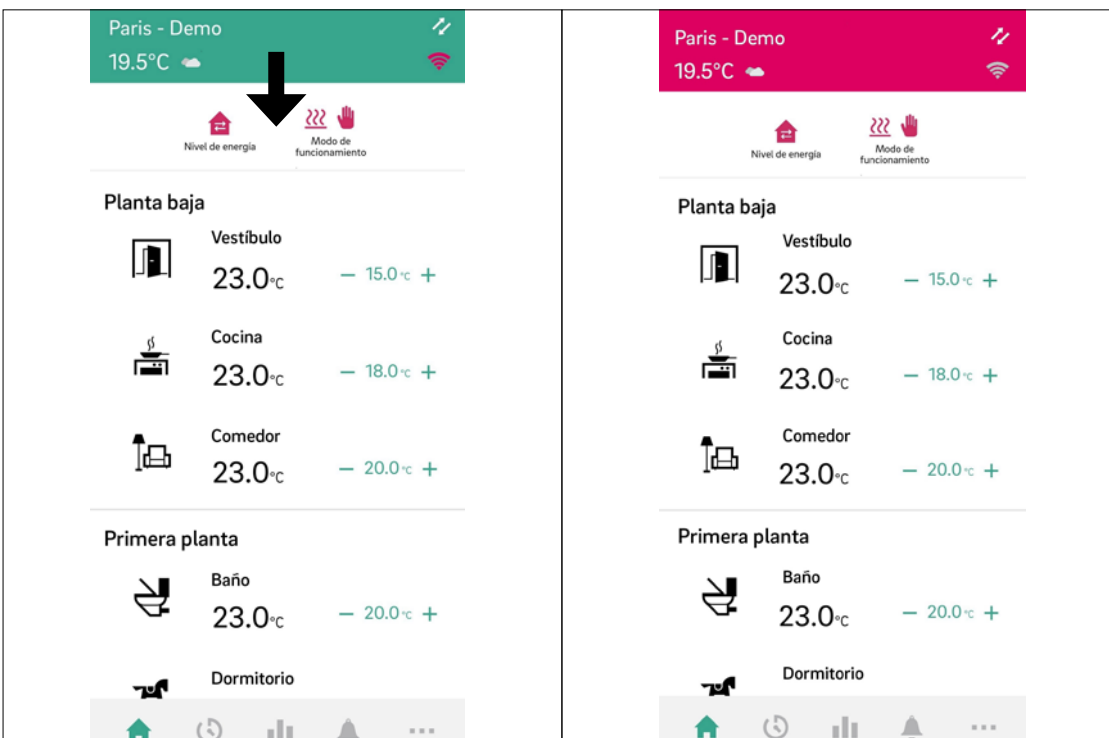 Paris - Demo
19.5°C
Nivel de energía
Modo de
funcionamiento
Planta baja
Vestíbulo
23.0°C
− 15.0 °C +
Cocina
23.0°C
− 18.0 °C +
Comedor
23.0°C
− 20.0 °C +
Primera planta
Baño
23.0°C
− 20.0 °C +
Dormitorio
Paris - Demo
19.5°C
Nivel de energía
Modo de
funcionamiento
Planta baja
Vestíbulo
23.0°C
− 15.0 °C +
Cocina
23.0°C
− 18.0 °C +
Comedor
23.0°C
− 20.0 °C +
Primera planta
Baño
23.0°C
− 20.0 °C +
Dormitorio